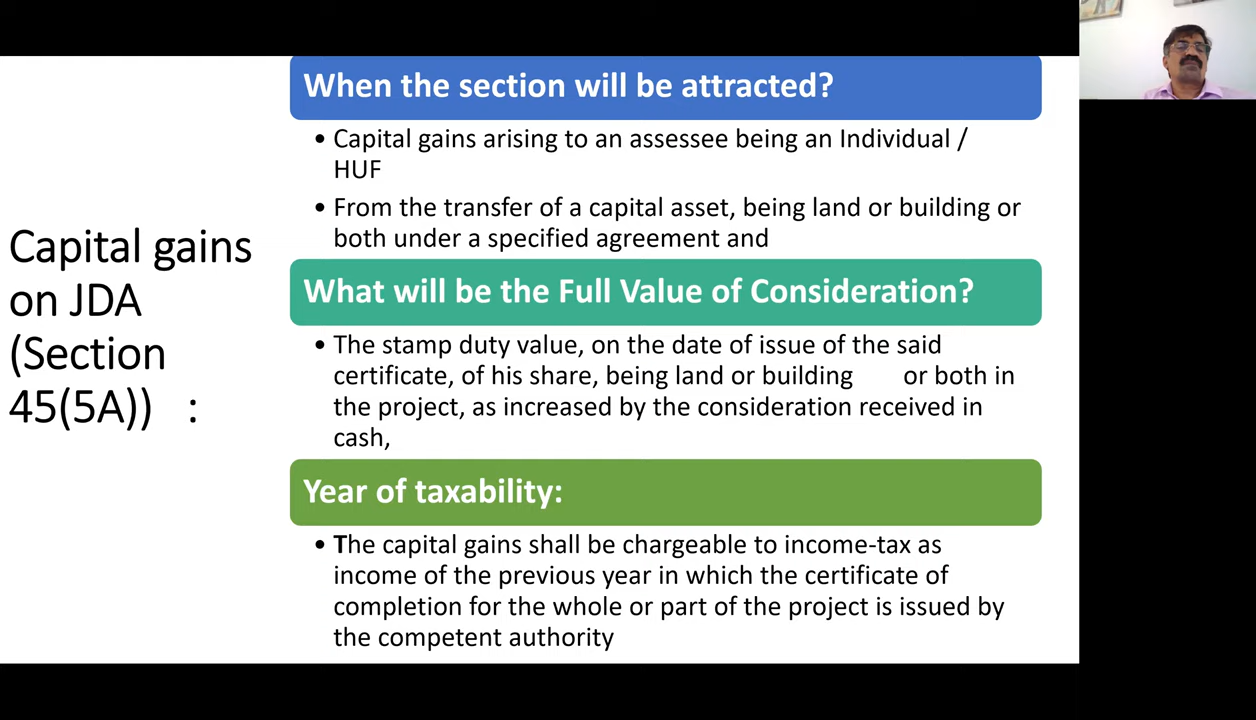 Capital gains
on JDA
(Section
45(5A))   :
When the section will be attracted?
• Capital gains arising to an assessee being an Individual /
HUF
• From the transfer of a capital asset, being land or building or
both under a specified agreement and
What will be the Full Value of Consideration?
• The stamp duty value, on the date of issue of the said
certificate, of his share, being land or building       or both in
the project, as increased by the consideration received in
cash,
Year of taxability:
• The capital gains shall be chargeable to income-tax as
income of the previous year in which the certificate of
completion for the whole or part of the project is issued by
the competent authority